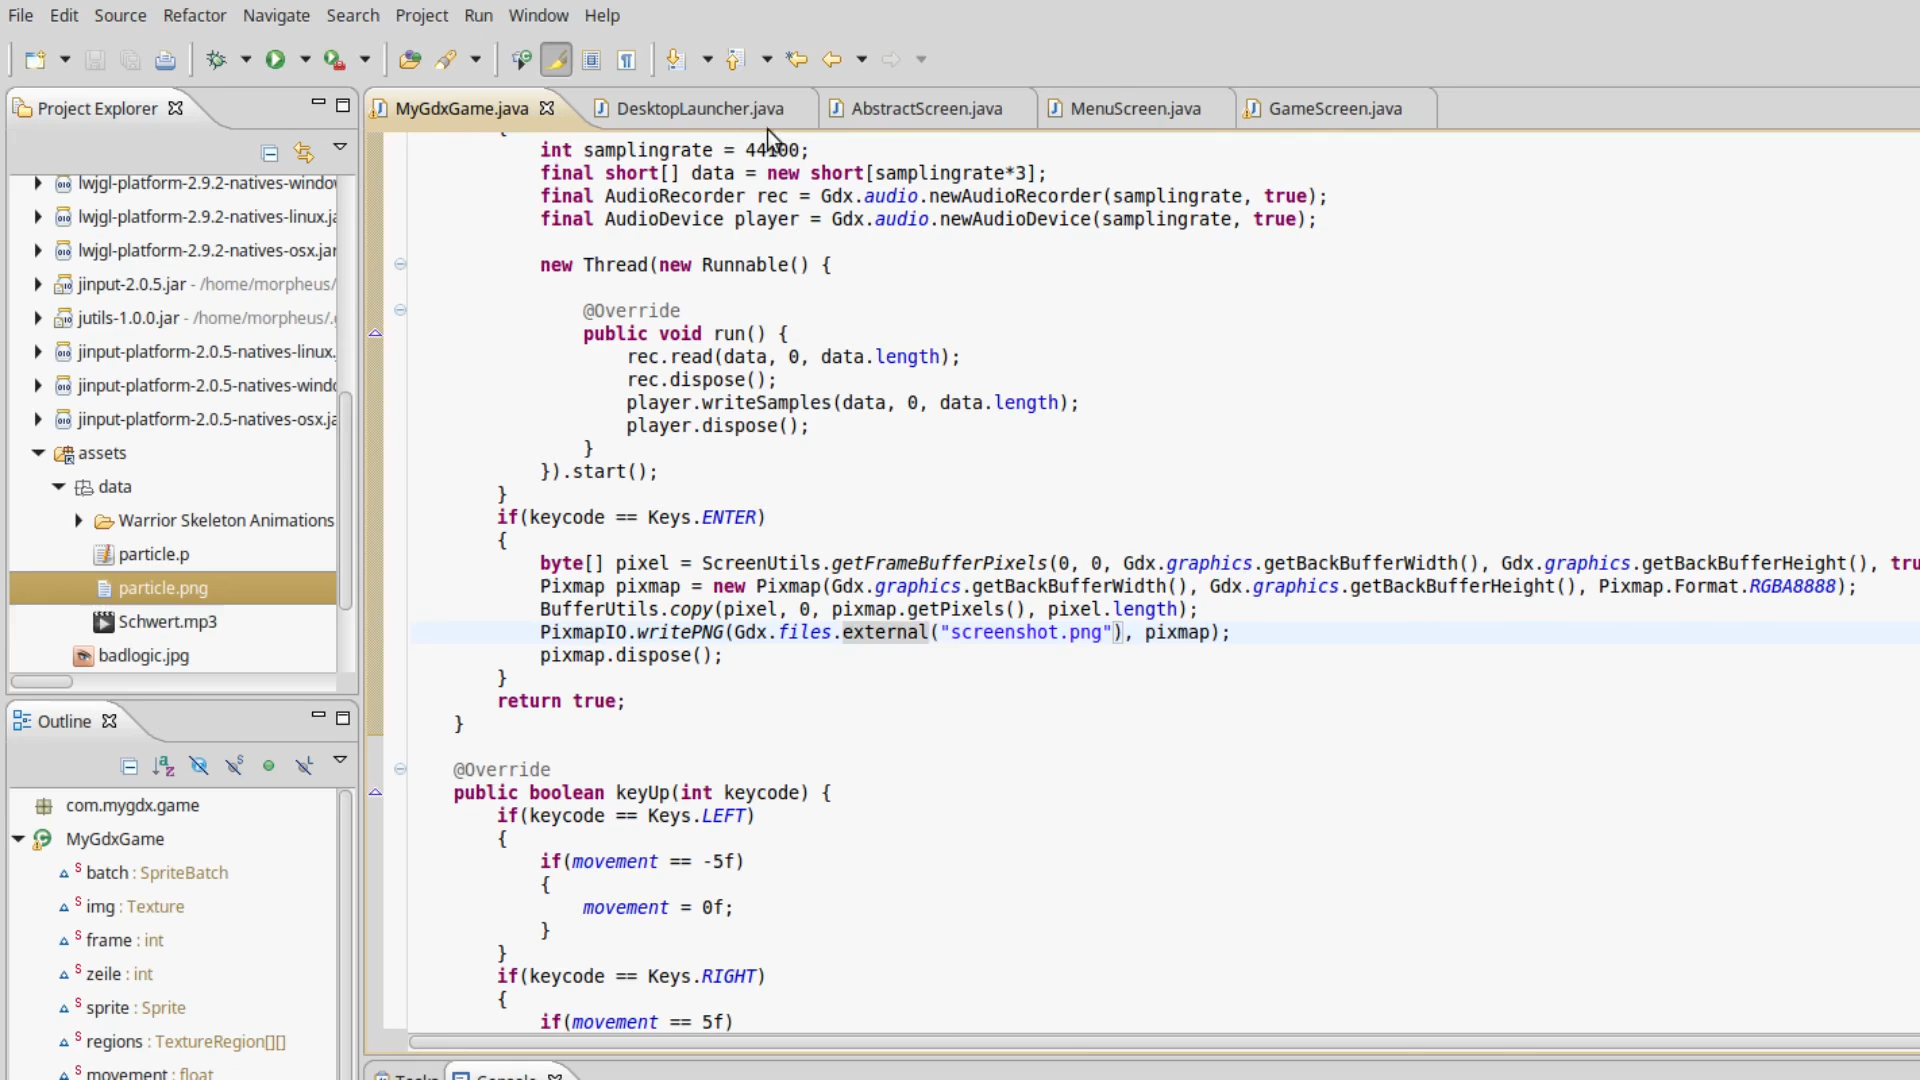 File Edit Source Refactor Navigate Search Project Run Window Help
Project Explorer
lwjgl-platform-2.9.2-natives-window
lwjgl-platform-2.9.2-natives-linux.ja
lwjgl-platform-2.9.2-natives-osx.jar
jinput-2.0.5.jar - /home/morpheus/
jutils-1.0.0.jar - /home/morpheus/.g
jinput-platform-2.0.5-natives-linux.
jinput-platform-2.0.5-natives-windo
jinput-platform-2.0.5-natives-osx.ja
assets
data
Warrior Skeleton Animations
particle.p
particle.png
Schwert.mp3
badlogic.jpg
Outline
com.mygdx.game
MyGdxGame
batch : SpriteBatch
img : Texture
frame : int
zeile : int
sprite : Sprite
regions : TextureRegion[][]
movement : float
MyGdxGame.java DesktopLauncher.java AbstractScreen.java MenuScreen.java GameScreen.java
{
int samplingrate = 44100;
final short[] data = new short[samplingrate*3];
final AudioRecorder rec = Gdx.audio.newAudioRecorder(samplingrate, true);
final AudioDevice player = Gdx.audio.newAudioDevice(samplingrate, true);
new Thread(new Runnable() {
@Override
public void run() {
rec.read(data, 0, data.length);
rec.dispose();
player.writeSamples(data, 0, data.length);
player.dispose();
}
}).start();
}
if(keycode == Keys.ENTER)
{
byte[] pixel = ScreenUtils.getFrameBufferPixels(0, 0, Gdx.graphics.getBackBufferWidth(), Gdx.graphics.getBackBufferHeight(), tru
Pixmap pixmap = new Pixmap(Gdx.graphics.getBackBufferWidth(), Gdx.graphics.getBackBufferHeight(), Pixmap.Format.RGBA8888);
BufferUtils.copy(pixel, 0, pixmap.getPixels(), pixel.length);
PixmapIO.writePNG(Gdx.files.external("screenshot.png"), pixmap);
pixmap.dispose();
}
return true;
}
@Override
public boolean keyUp(int keycode) {
if(keycode == Keys.LEFT)
{
if(movement == -5f)
{
movement = 0f;
}
}
if(keycode == Keys.RIGHT)
{
if(movement == 5f)
Tasks Console